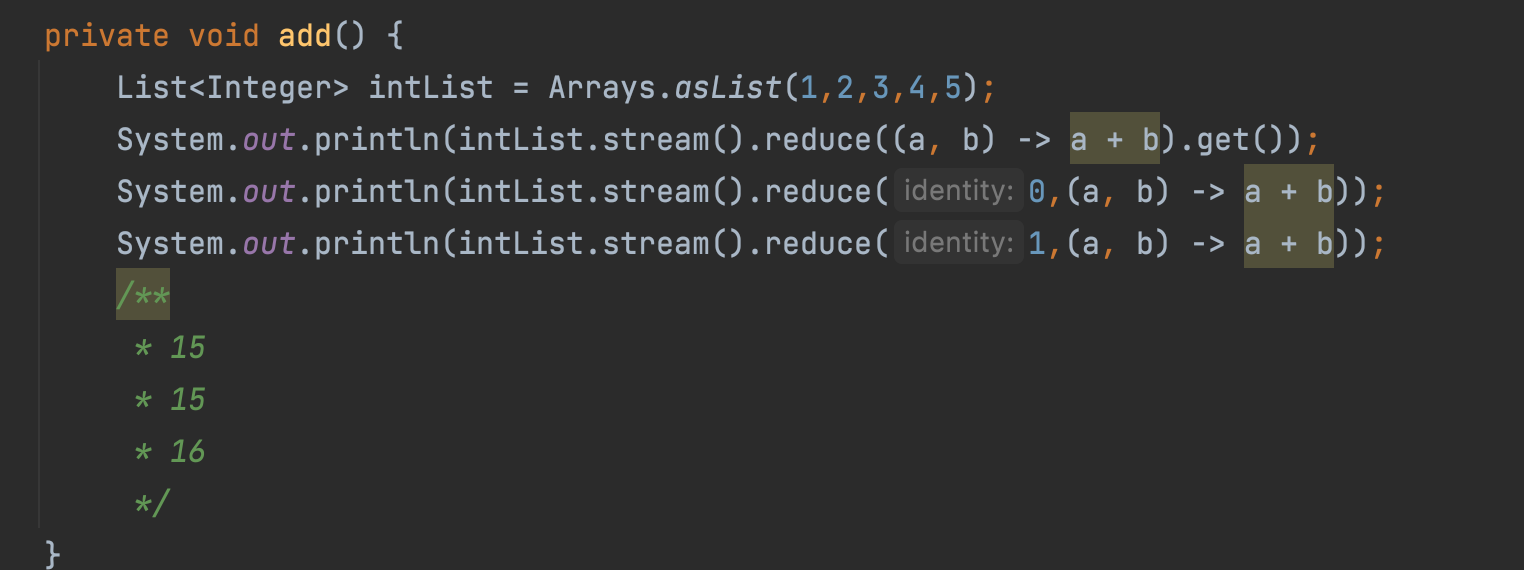 private void add() {
    List<Integer> intList = Arrays.asList(1,2,3,4,5);
    System.out.println(intList.stream().reduce((a, b) -> a + b).get());
    System.out.println(intList.stream().reduce( identity: 0,(a, b) -> a + b));
    System.out.println(intList.stream().reduce( identity: 1,(a, b) -> a + b));
    /**
     * 15
     * 15
     * 16
     */
}